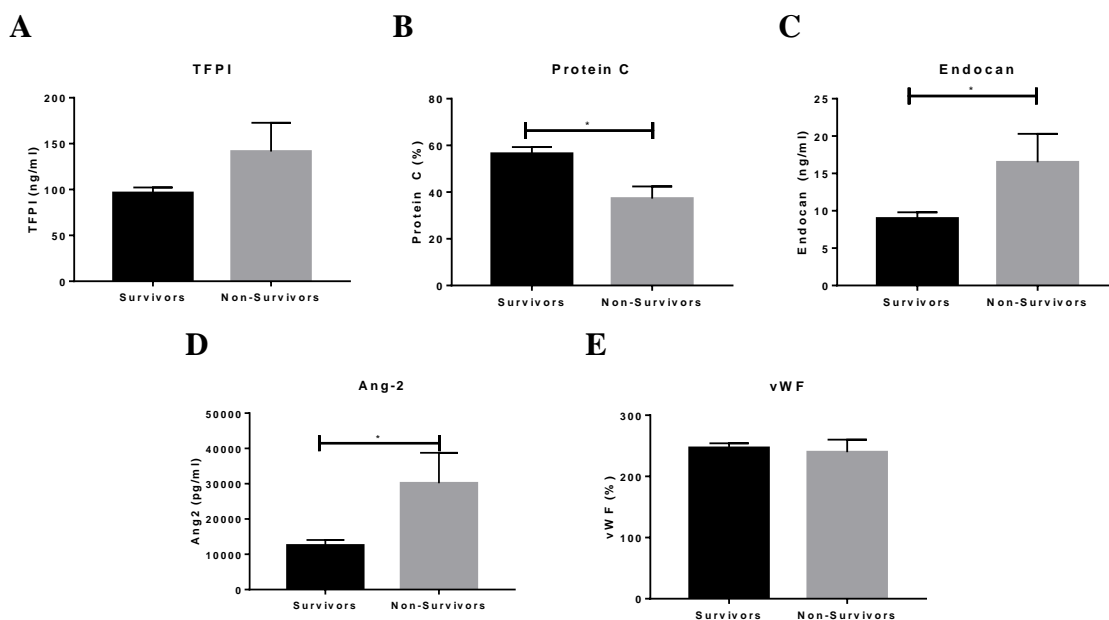 A
TFPI
TFPI (ng/ml)
200
150
100
50
0
Survivors
Non-Survivors
B
Protein C
Protein C (%)
80
60
40
20
0
*
Survivors
Non-Survivors
C
Endocan
Endocan (ng/ml)
25
20
15
10
5
0
*
Survivors
Non-Survivors
D
Ang-2
Ang2 (pg/ml)
50000
40000
30000
20000
10000
0
*
Survivors
Non-Survivors
E
vWF
vWF (%)
300
200
100
0
Survivors
Non-Survivors